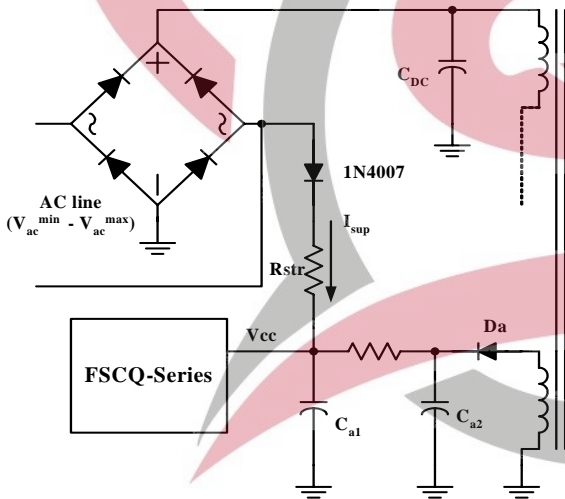 C_DC
1N4007
AC line
(V_ac^min - V_ac^max)
I_sup
Rstr
Vcc
Da
FSCQ-Series
C_a1
C_a2